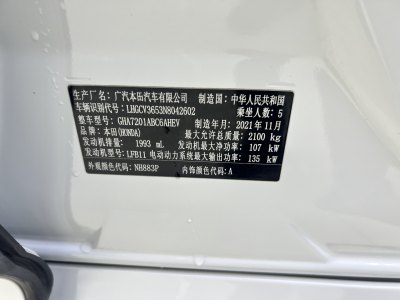 生产厂名: 广汽本田汽车有限公司 制造国: 中华人民共和国
车辆识别代号: LHGCV3653N8042602 乘坐人数: 5
整车型号: GHA7201ABC6AHEV 制造年月: 2021年11月
品牌: 本田(HONDA) 最大允许总质量: 2100 kg
发动机排量: 1993 mL 发动机最大净功率: 107 kW
发动机型号: LFB11 电动动力系统最大输出功率: 135 kW
外观颜色代码: NH883P 内饰颜色代码: A